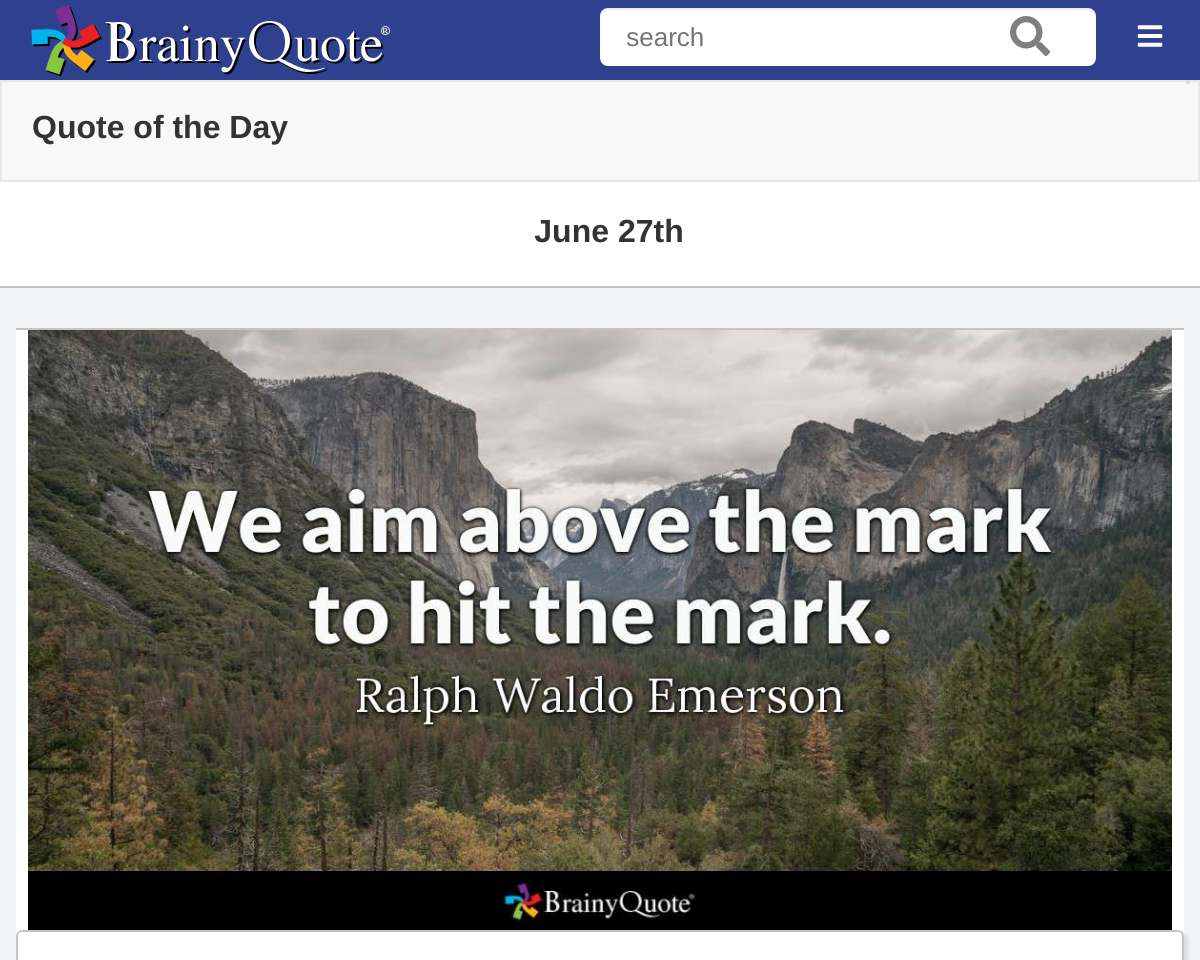 BrainyQuote®
search
Quote of the Day
June 27th
We aim above the mark
to hit the mark.
Ralph Waldo Emerson
BrainyQuote®